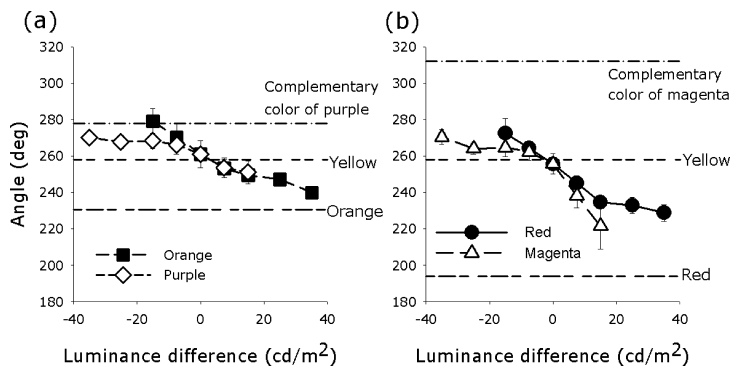 (a)
(b)
Angle (deg)
320
300
280
260
240
220
200
180
Complementary
color of purple
Yellow
Orange
Orange
Purple
-40
-20
0
20
40
Luminance difference (cd/m²)
320
300
280
260
240
220
200
180
Complementary
color of magenta
Yellow
Red
Magenta
Red
-40
-20
0
20
40
Luminance difference (cd/m²)